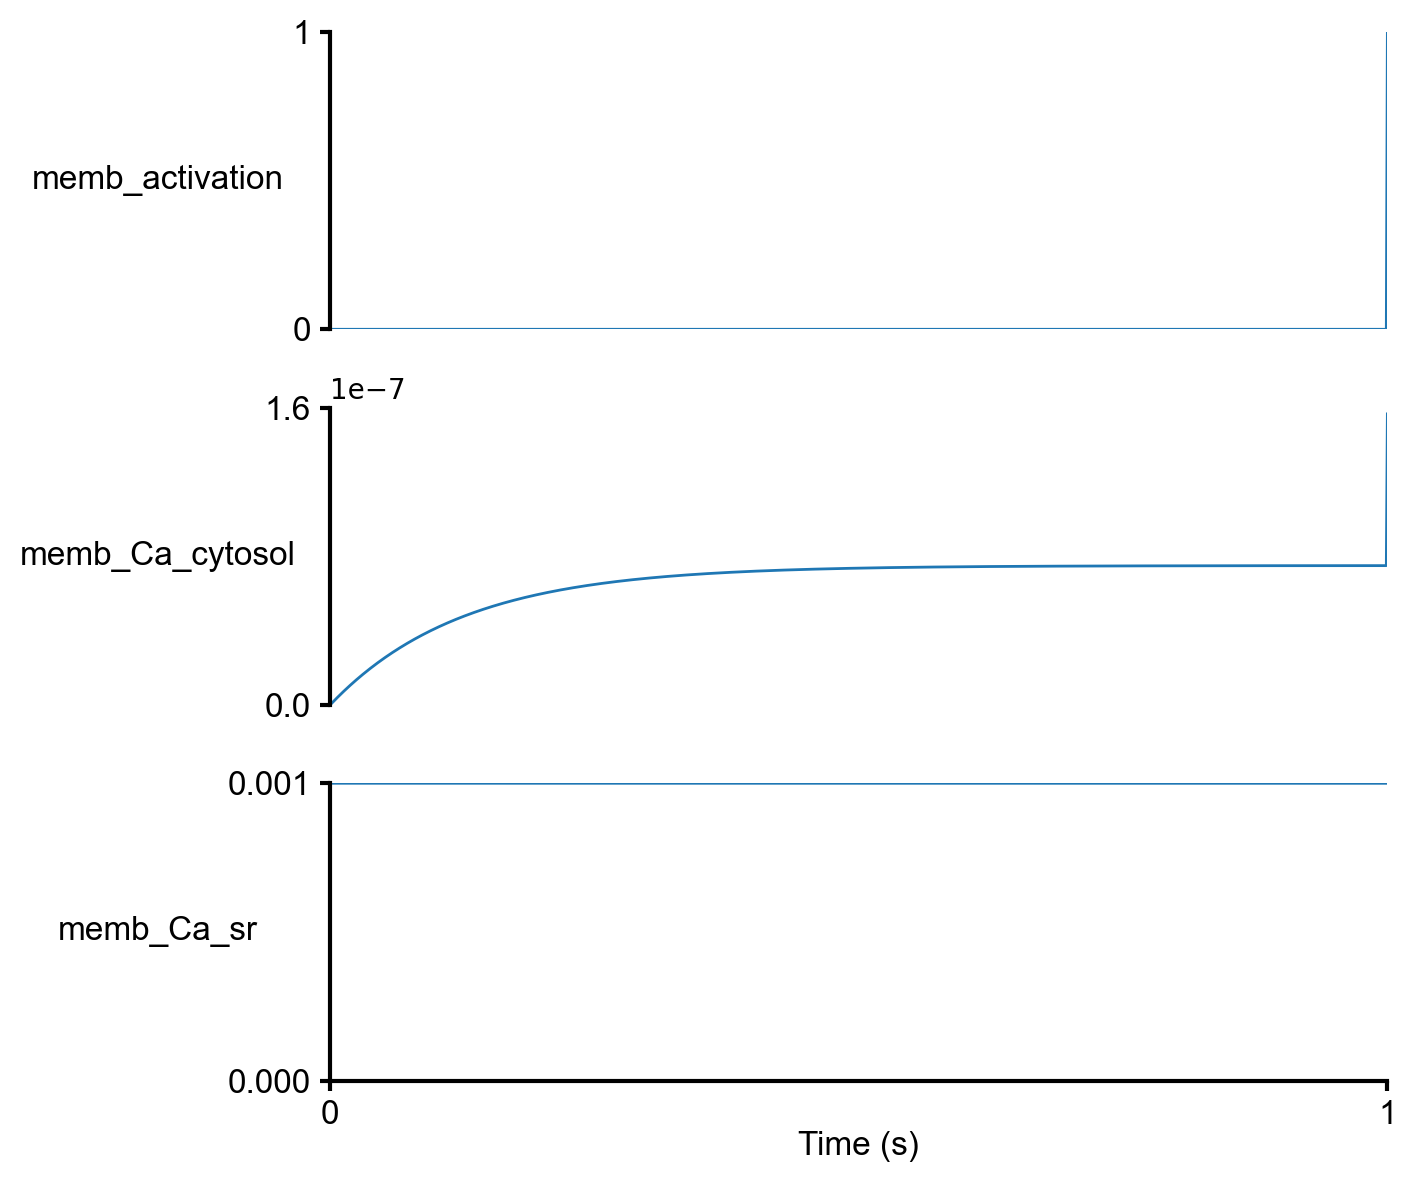 1
memb_activation
0
1e−7
1.6
memb_Ca_cytosol
0.0
0.001
memb_Ca_sr
0.000
0 1
Time (s)